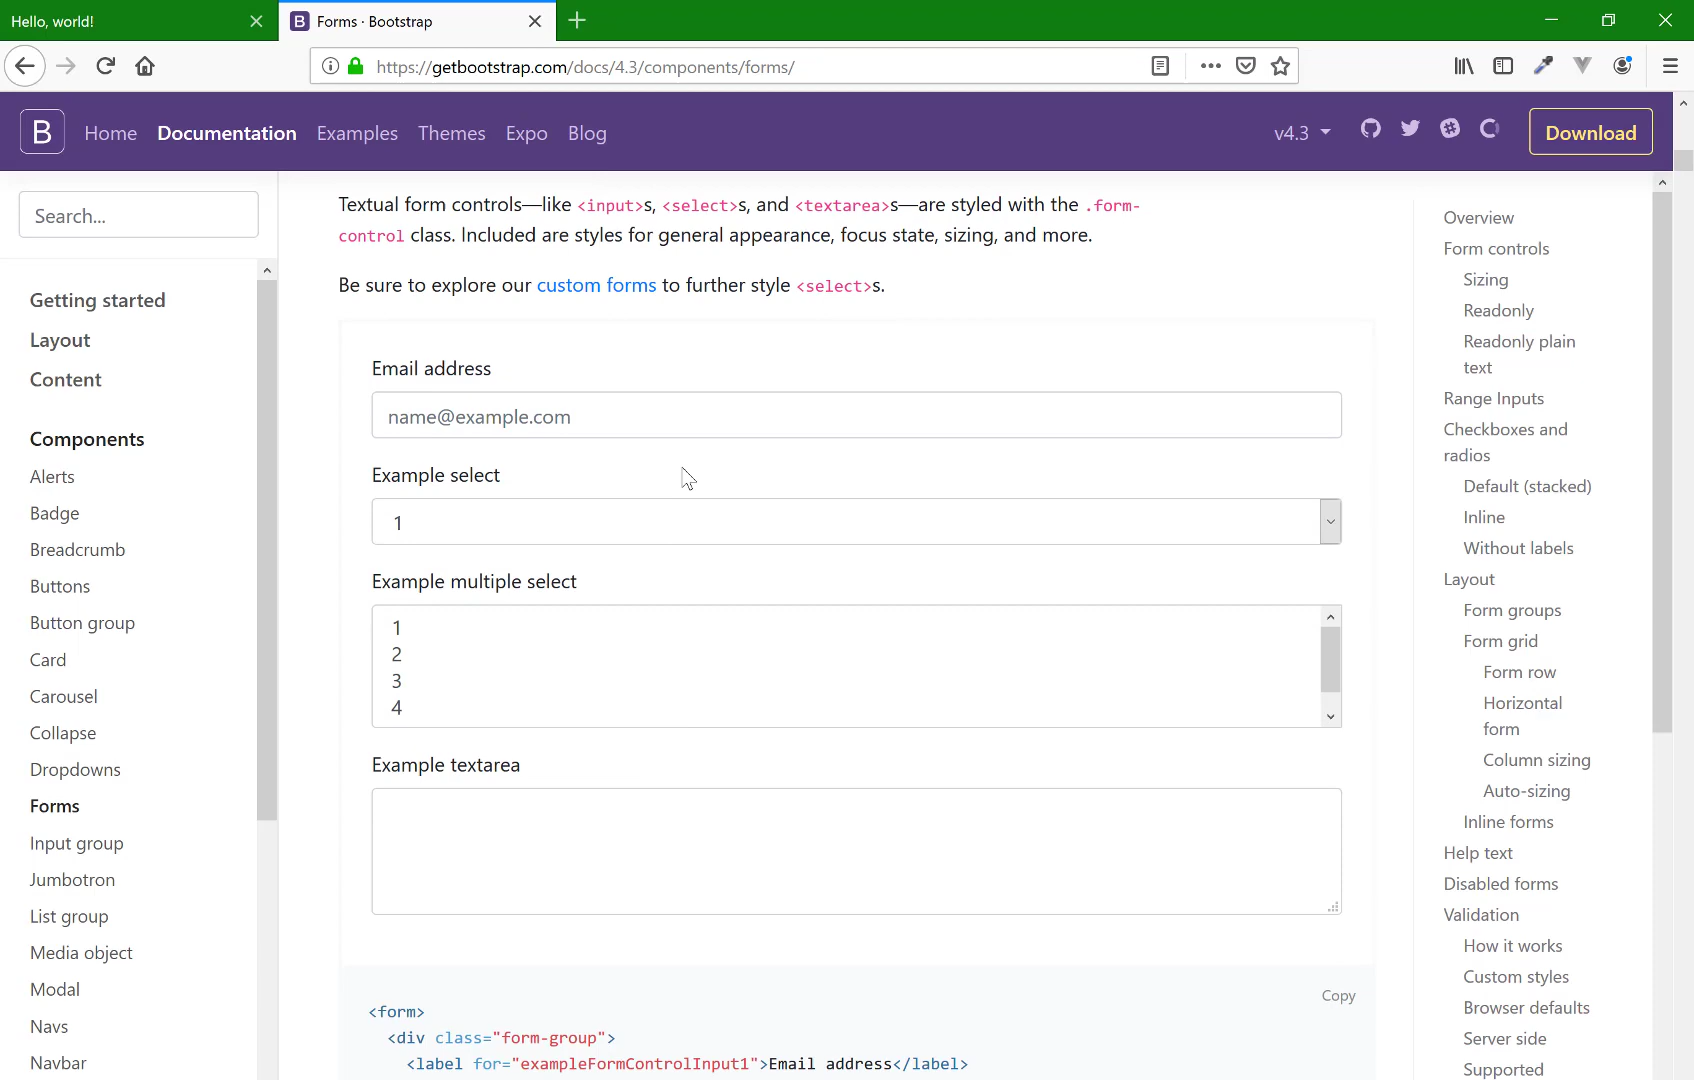 Hello, world!
Forms · Bootstrap
https://getbootstrap.com/docs/4.3/components/forms/
B
Home
Documentation
Examples
Themes
Expo
Blog
v4.3
Download
Search...
Getting started
Layout
Content
Components
Alerts
Badge
Breadcrumb
Buttons
Button group
Card
Carousel
Collapse
Dropdowns
Forms
Input group
Jumbotron
List group
Media object
Modal
Navs
Navbar
Textual form controls—like <input>s, <select>s, and <textarea>s—are styled with the .form-
control class. Included are styles for general appearance, focus state, sizing, and more.
Be sure to explore our custom forms to further style <select>s.
Email address
name@example.com
Example select
1
Example multiple select
1
2
3
4
Example textarea
Copy
<form>
<div class="form-group">
<label for="exampleFormControlInput1">Email address</label>
Overview
Form controls
Sizing
Readonly
Readonly plain
text
Range Inputs
Checkboxes and
radios
Default (stacked)
Inline
Without labels
Layout
Form groups
Form grid
Form row
Horizontal
form
Column sizing
Auto-sizing
Inline forms
Help text
Disabled forms
Validation
How it works
Custom styles
Browser defaults
Server side
Supported